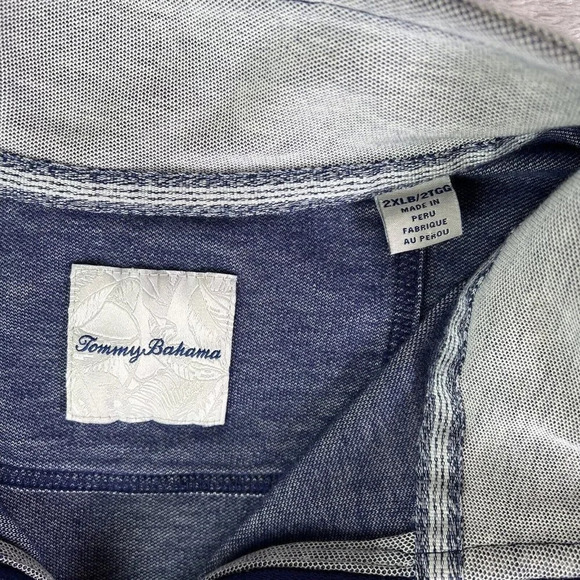 2XLB/2TGG
MADE IN
PERU
FABRIQUE
AU PEROU
Tommy Bahama